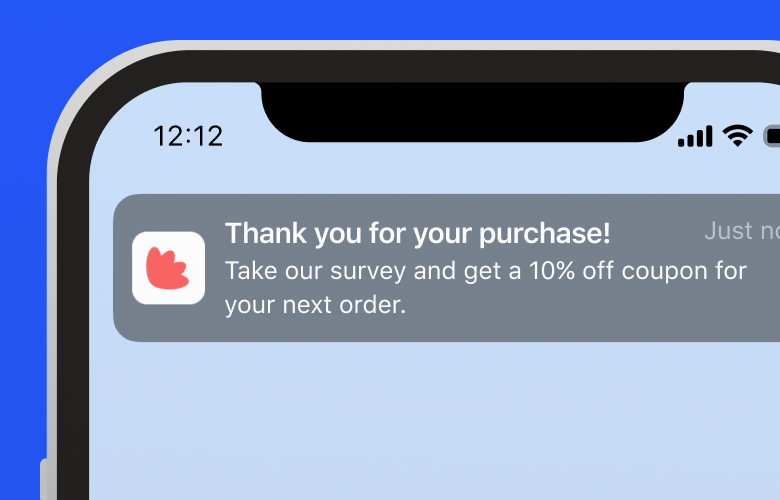 12:12
Thank you for your purchase!
Just
Take our survey and get a 10% off coupon for
your next order.